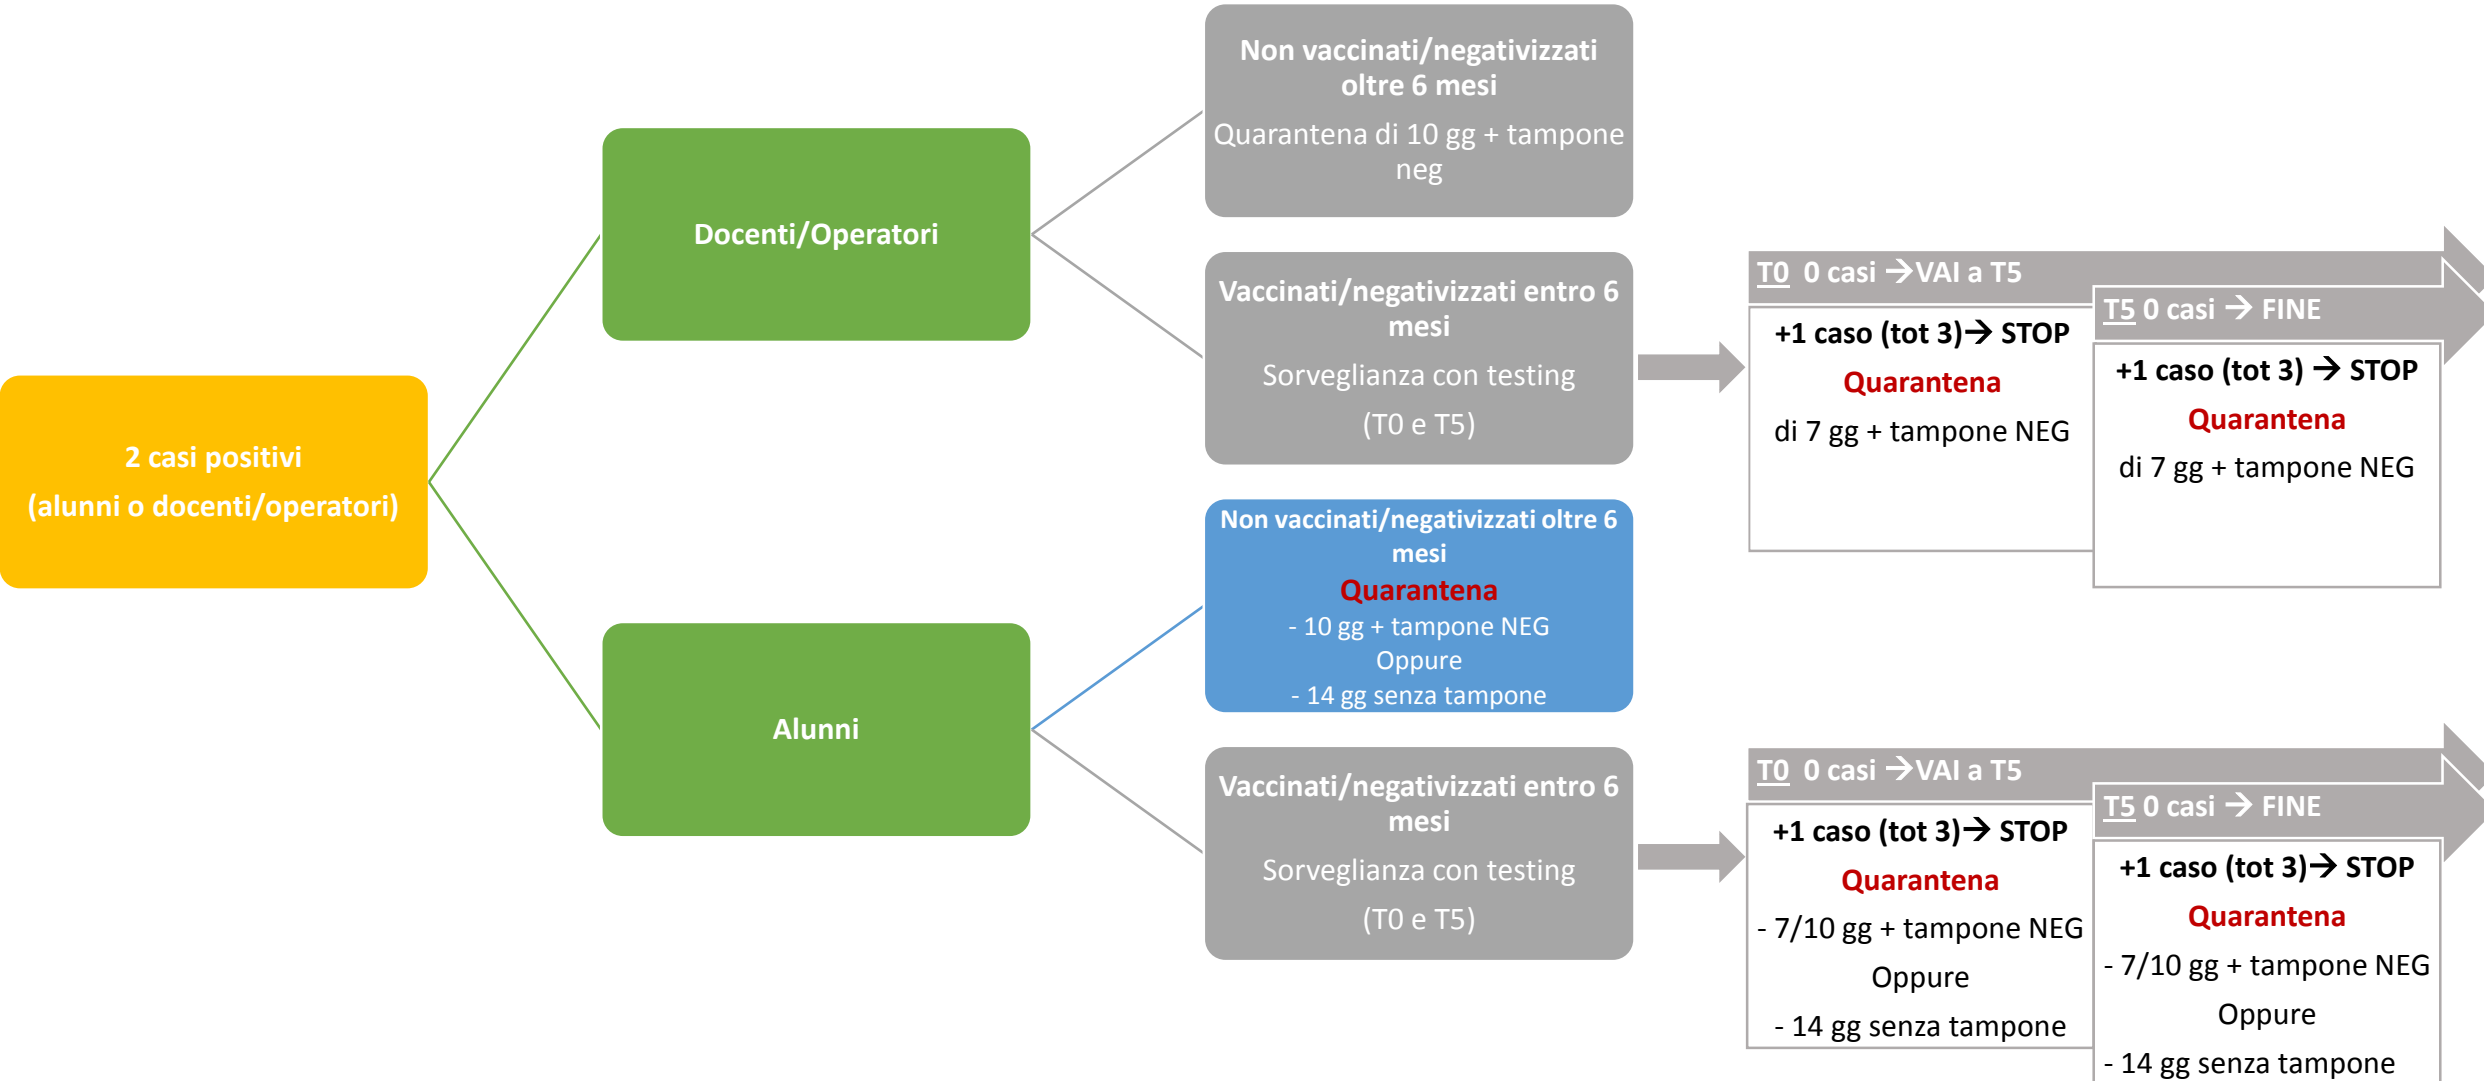 2 casi positivi
(alunni o docenti/operatori)
Docenti/Operatori
Non vaccinati/negativizzati
oltre 6 mesi
Quarantena di 10 gg + tampone
neg
Vaccinati/negativizzati entro 6
mesi
Sorveglianza con testing
(T0 e T5)
T0 0 casi → VAI a T5
+1 caso (tot 3) → STOP
Quarantena
di 7 gg + tampone NEG
T5 0 casi → FINE
+1 caso (tot 3) → STOP
Quarantena
di 7 gg + tampone NEG
Alunni
Non vaccinati/negativizzati oltre 6
mesi
Quarantena
- 10 gg + tampone NEG
Oppure
- 14 gg senza tampone
Vaccinati/negativizzati entro 6
mesi
Sorveglianza con testing
(T0 e T5)
T0 0 casi → VAI a T5
+1 caso (tot 3) → STOP
Quarantena
- 7/10 gg + tampone NEG
Oppure
- 14 gg senza tampone
T5 0 casi → FINE
+1 caso (tot 3) → STOP
Quarantena
- 7/10 gg + tampone NEG
Oppure
- 14 gg senza tampone